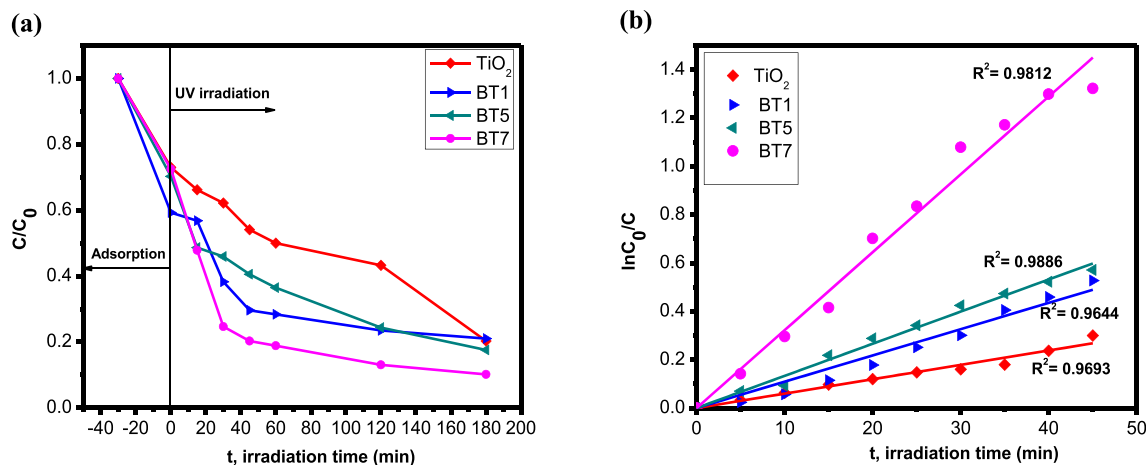 (a)
1.0
0.8
0.6
0.4
0.2
0.0
C/C₀
UV irradiation
Adsorption
TiO₂
BT1
BT5
BT7
-40 -20 0 20 40 60 80 100 120 140 160 180 200
t, irradiation time (min)
(b)
1.4
1.2
1.0
0.8
0.6
0.4
0.2
0.0
lnC₀/C
TiO₂
BT1
BT5
BT7
R²= 0.9812
R²= 0.9886
R²= 0.9644
R²= 0.9693
0 10 20 30 40 50
t, irradiation time (min)